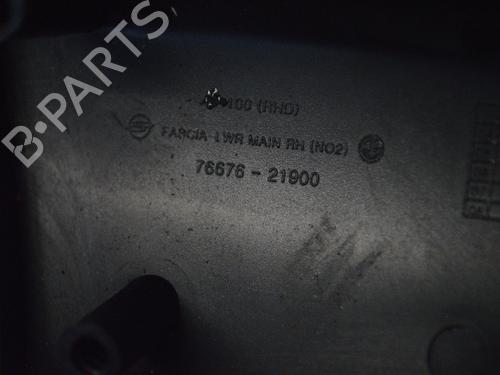 B-PARTS
100 (RHD)
FASCIA-LWR MAIN RH (NO2)
76676-21900